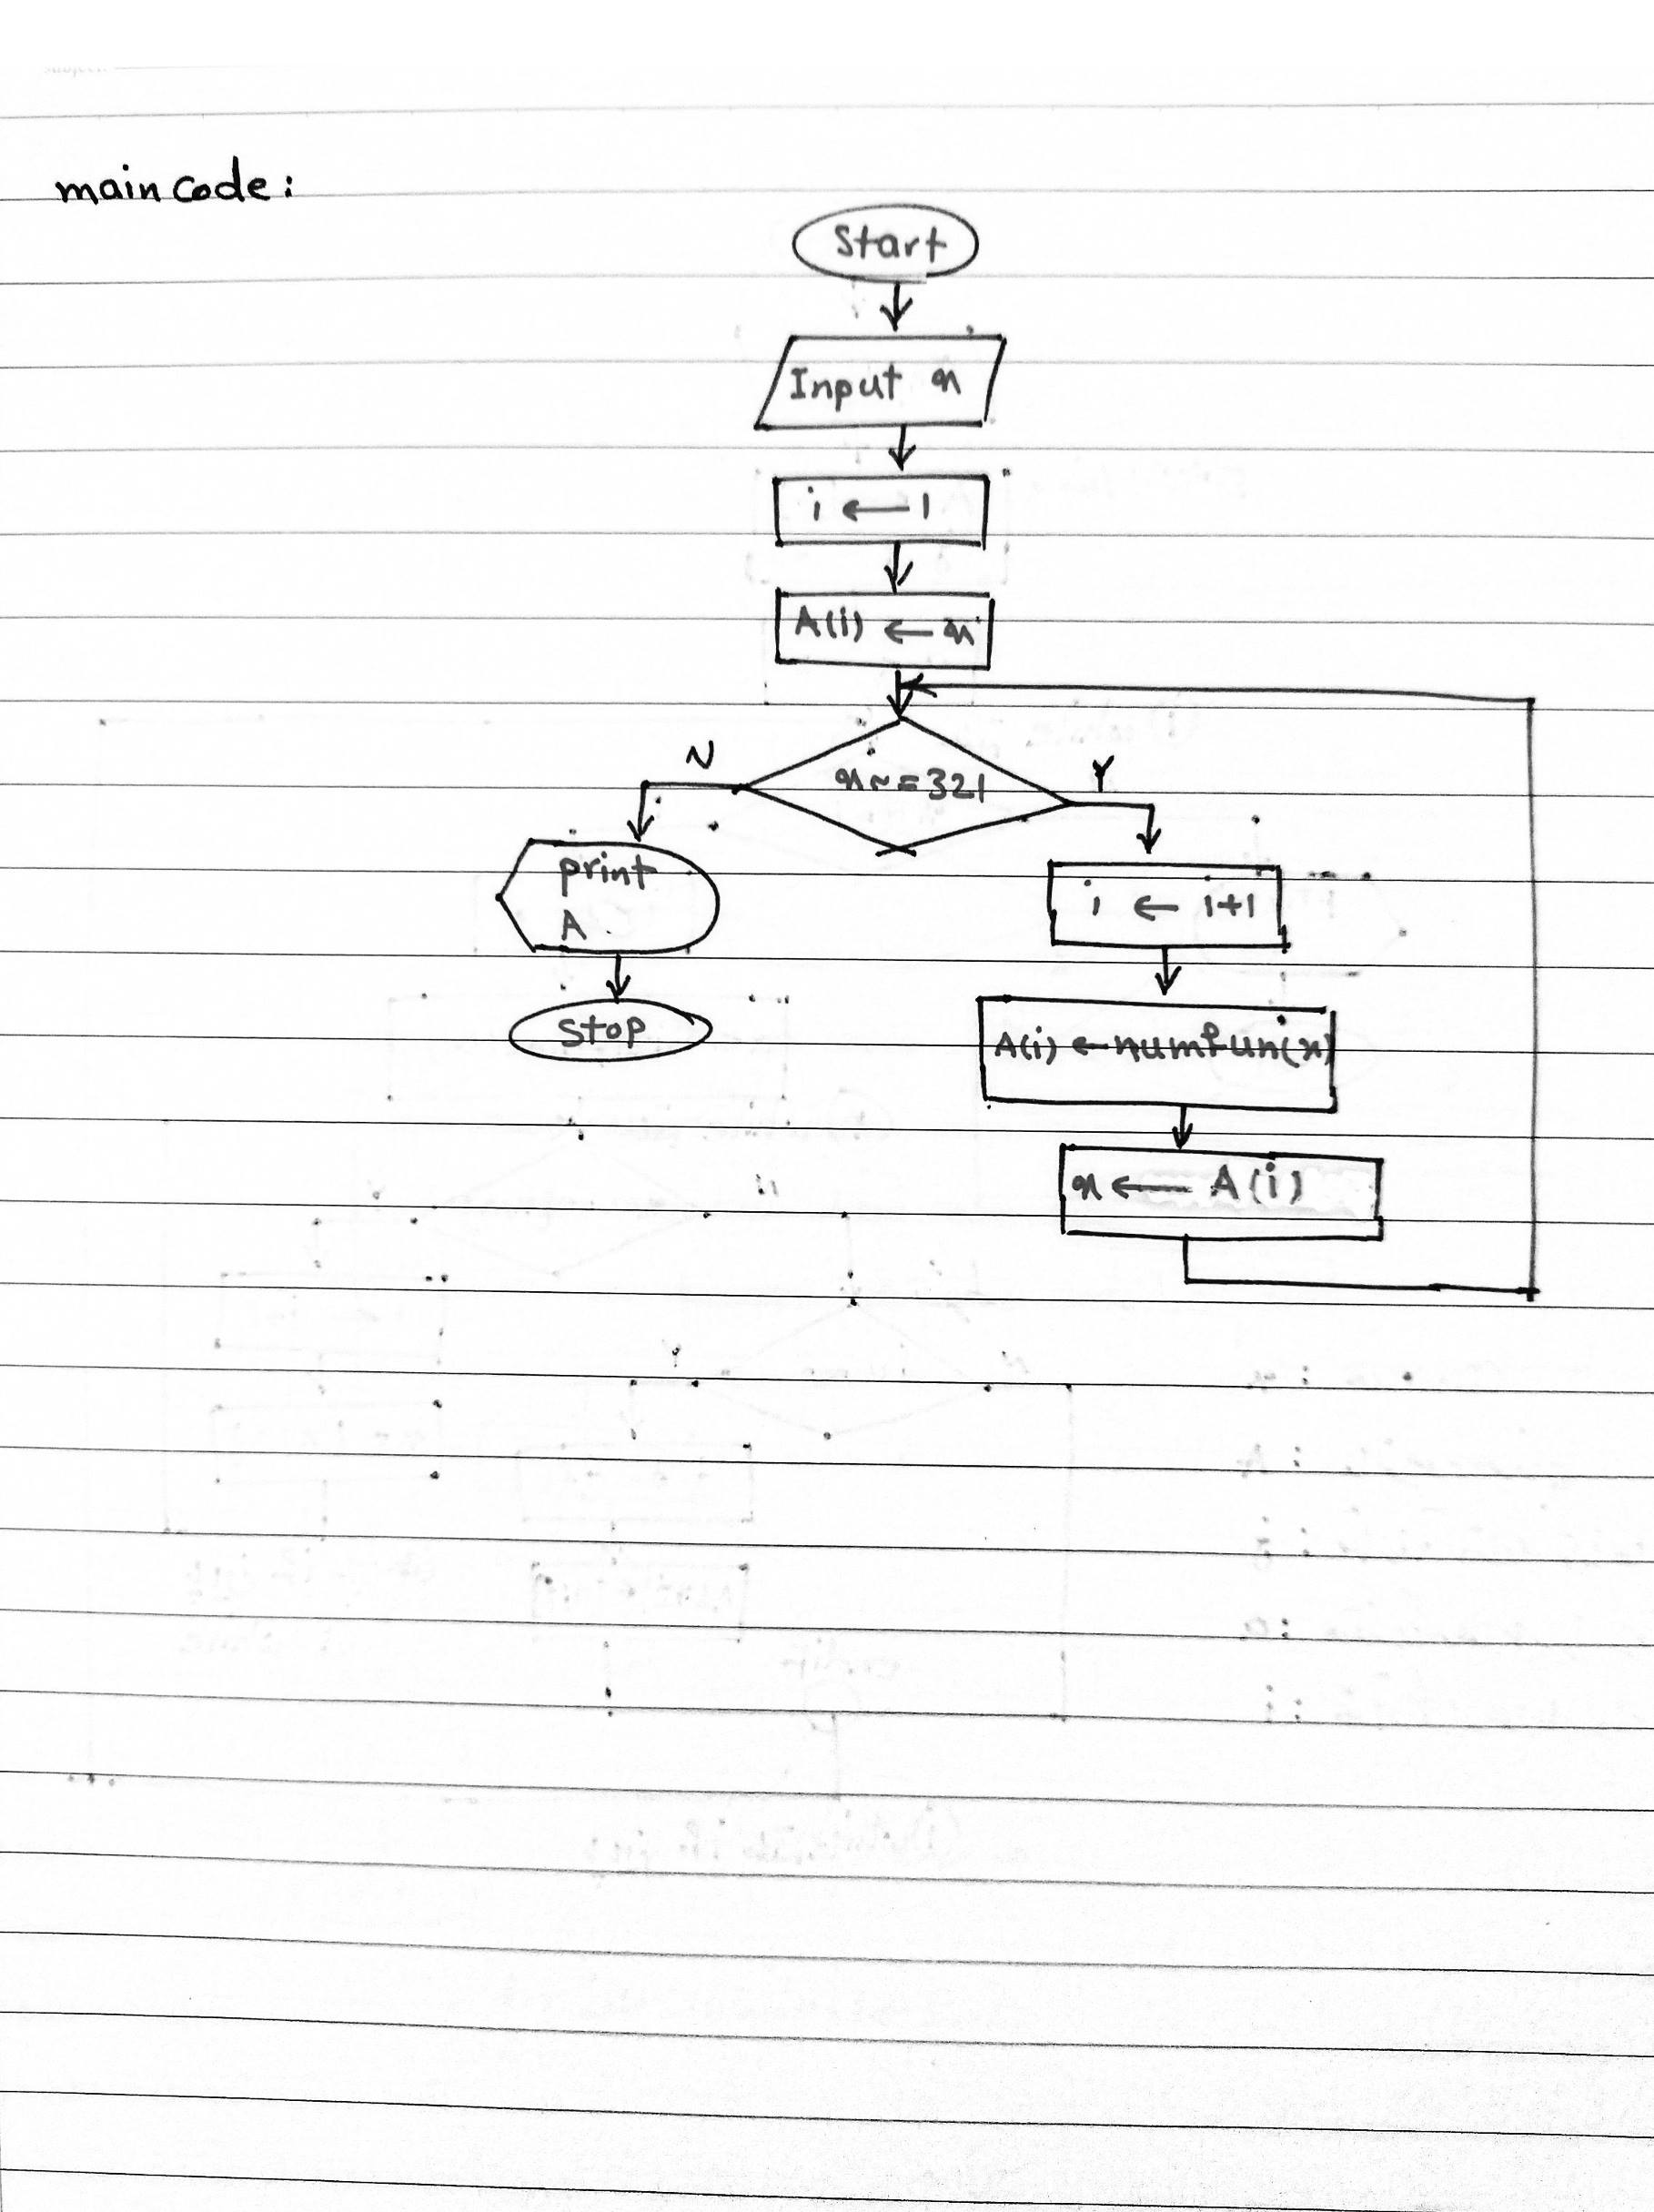 main code:
Start
Input x
i ← 1
A(i) ← x
x ~= 321
N
Y
print
A
Stop
i ← i+1
A(i) ← numfun(x)
x ← A(i)